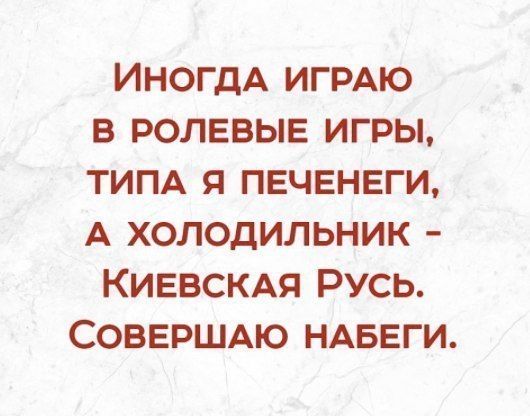 Иногда играю
в ролевые игры,
типа я печенеги,
а холодильник –
Киевская Русь.
Совершаю набеги.